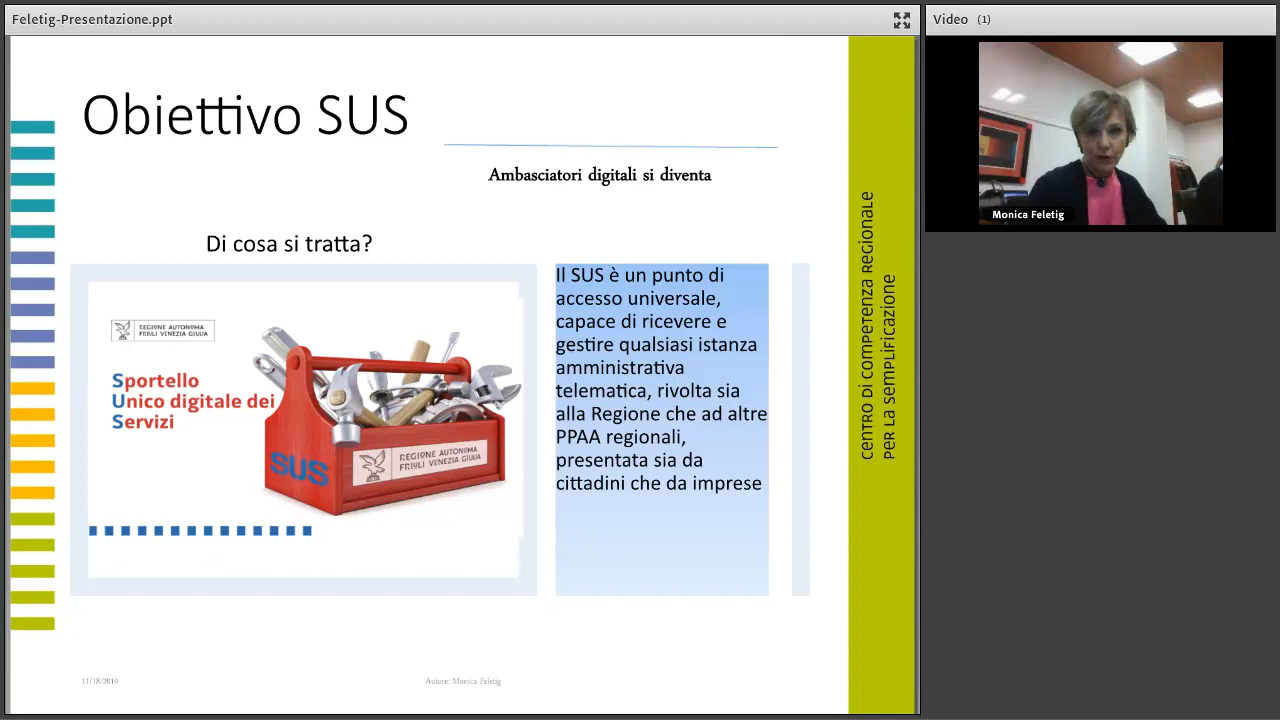 Feletig-Presentazione.ppt
Video (1)
Obiettivo SUS
Ambasciatori digitali si diventa
Di cosa si tratta?
REGIONE AUTONOMA
FRIULI VENEZIA GIULIA
Sportello
Unico digitale dei
Servizi
SUS
REGIONE AUTONOMA
FRIULI VENEZIA GIULIA
Il SUS è un punto di
accesso universale,
capace di ricevere e
gestire qualsiasi istanza
amministrativa
telematica, rivolta sia
alla Regione che ad altre
PPAA regionali,
presentata sia da
cittadini che da imprese
CENTRO DI COMPETENZA REGIONALE
PER LA SEMPLIFICAZIONE
Monica Feletig
11/18/2019
Autore: Monica Feletig